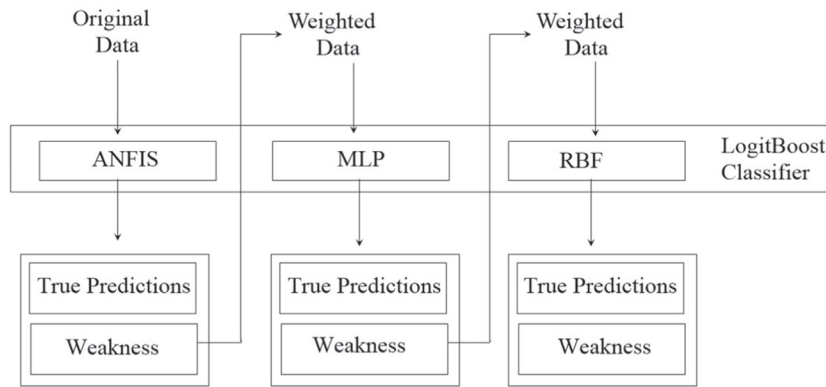 Original
Data
Weighted
Data
Weighted
Data
ANFIS
MLP
RBF
LogitBoost
Classifier
True Predictions
True Predictions
True Predictions
Weakness
Weakness
Weakness